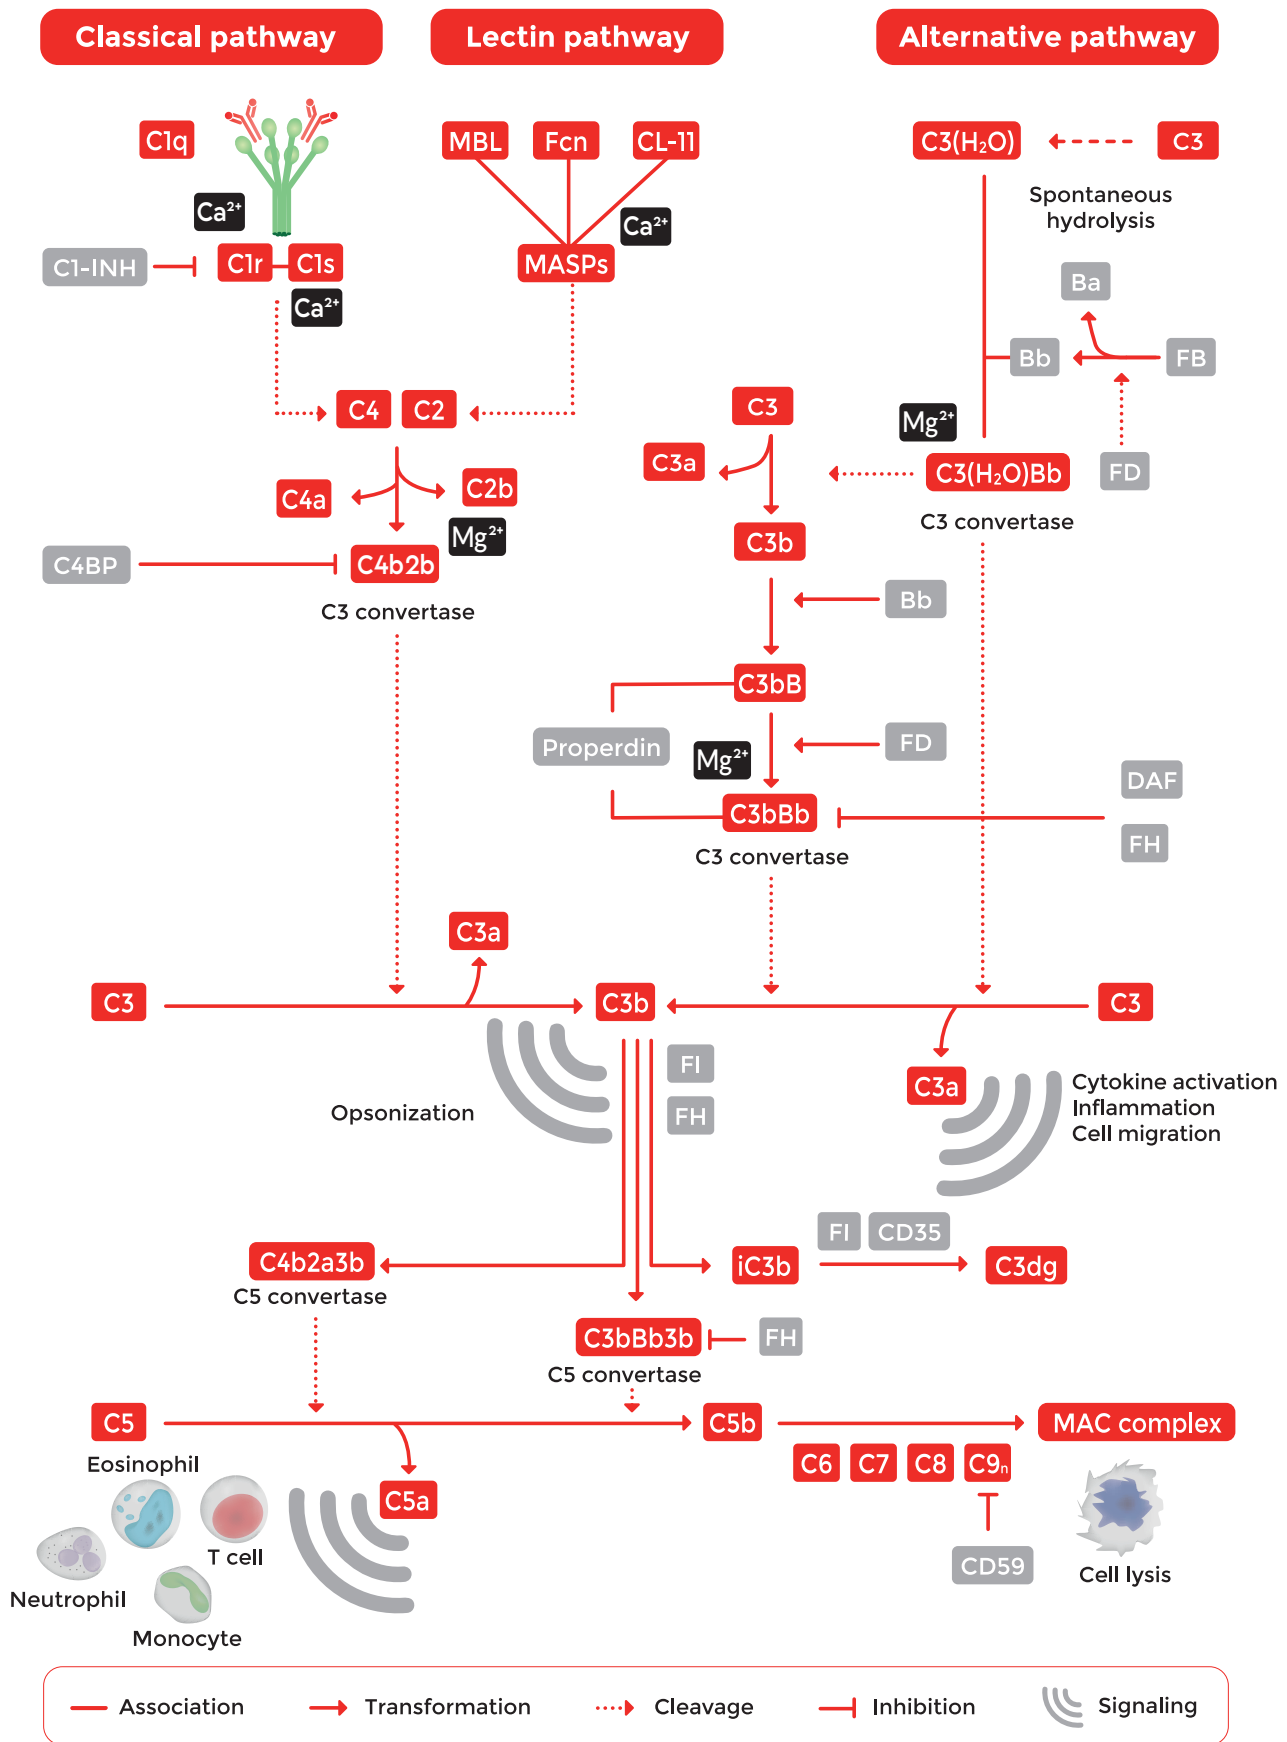 Classical pathway
Lectin pathway
Alternative pathway
C1q
MBL
Fcn
CL-11
C3(H₂O)
C3
Spontaneous
hydrolysis
Ca²⁺
Ca²⁺
C1-INH
C1r
C1s
MASPs
Ca²⁺
Ba
Bb
FB
C4
C2
C3
Mg²⁺
C3a
C3(H₂O)Bb
FD
C3 convertase
C4a
C2b
Mg²⁺
C3b
C4BP
C4b2b
C3 convertase
Bb
C3bB
Properdin
Mg²⁺
FD
DAF
C3bBb
FH
C3 convertase
C3a
C3
C3b
C3
FI
FH
Opsonization
C3a
Cytokine activation
Inflammation
Cell migration
FI
CD35
C4b2a3b
C5 convertase
iC3b
C3dg
C3bBb3b
FH
C5 convertase
C5
C5b
MAC complex
C6
C7
C8
C9n
Eosinophil
C5a
T cell
CD59
Cell lysis
Neutrophil
Monocyte
Association
Transformation
Cleavage
Inhibition
Signaling